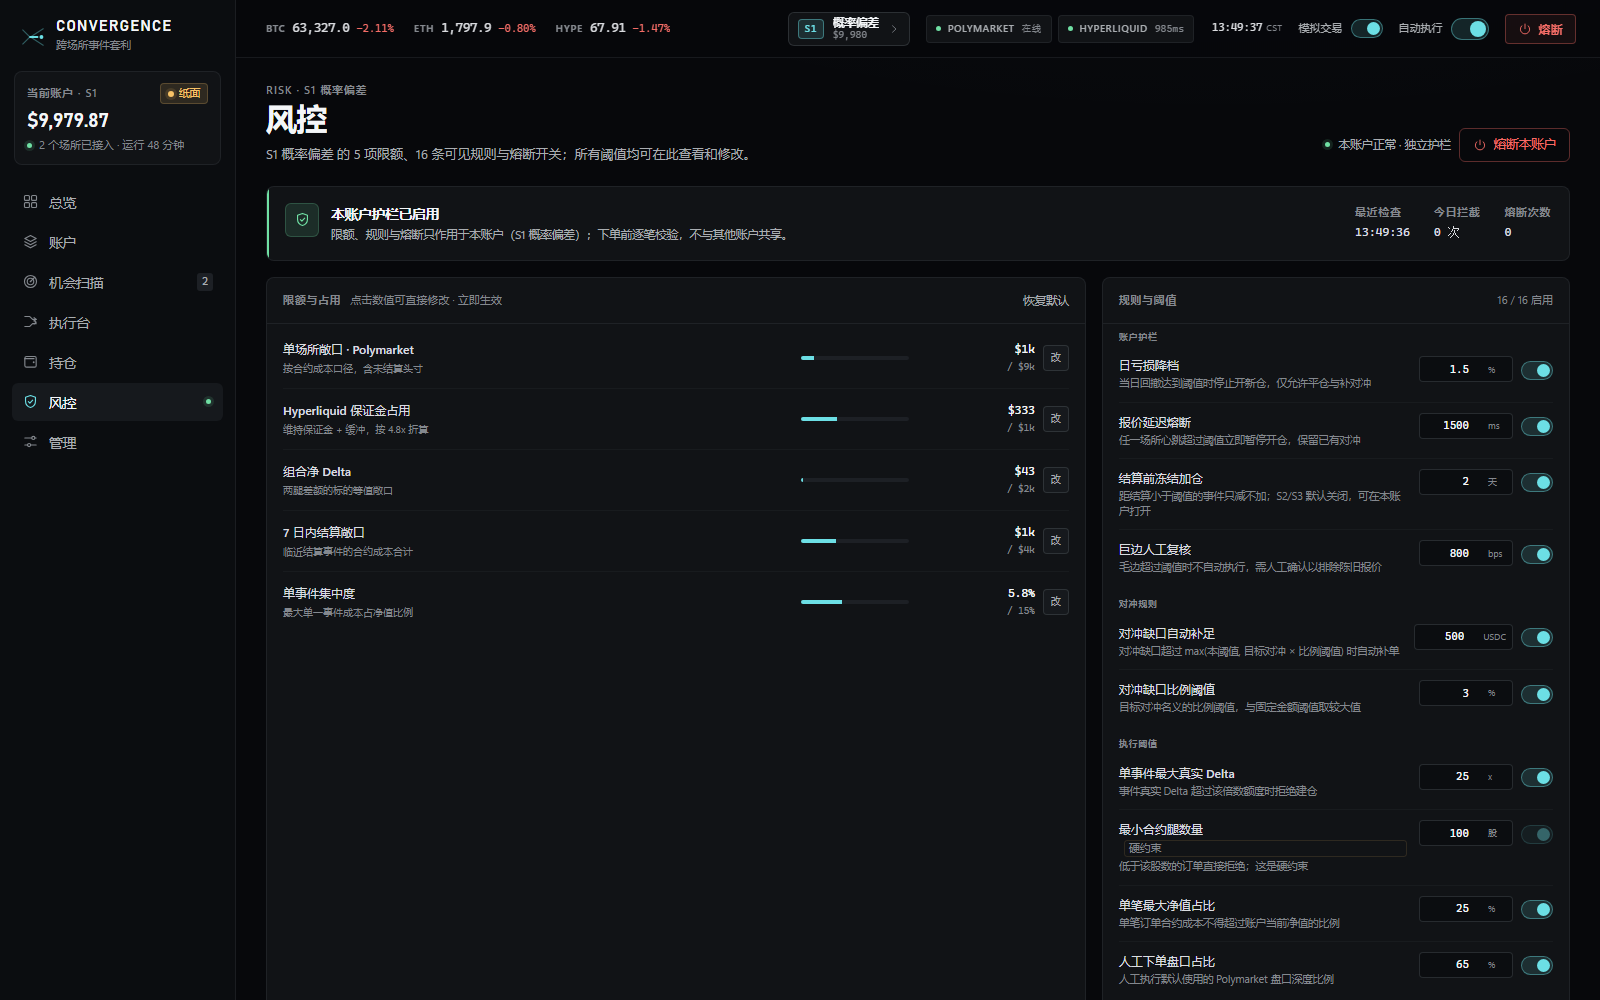 CONVERGENCE
跨场所事件套利
当前账户 · S1
纸面
$9,979.87
2 个场所已接入 · 运行 48 分钟
总览
账户
机会扫描
2
执行台
持仓
风控
管理
BTC 63,327.0 −2.11%
ETH 1,797.9 −0.80%
HYPE 67.91 −1.47%
S1
概率偏差
$9,980
POLYMARKET 在线
HYPERLIQUID 985ms
13:49:37 CST
模拟交易
自动执行
熔断
RISK · S1 概率偏差
风控
S1 概率偏差 的 5 项限额、16 条可见规则与熔断开关；所有阈值均可在此查看和修改。
本账户正常 · 独立护栏
熔断本账户
本账户护栏已启用
限额、规则与熔断只作用于本账户（S1 概率偏差）；下单前逐笔校验，不与其他账户共享。
最近检查
13:49:36
今日拦截
0 次
熔断次数
0
限额与占用 点击数值可直接修改 · 立即生效
恢复默认
单场所敞口 · Polymarket
按合约成本口径，含未结算头寸
$1k
/ $9k
改
Hyperliquid 保证金占用
维持保证金 + 缓冲，按 4.8x 折算
$333
/ $1k
改
组合净 Delta
两腿差额的标的等值敞口
$43
/ $2k
改
7 日内结算敞口
临近结算事件的合约成本合计
$1k
/ $4k
改
单事件集中度
最大单一事件成本占净值比例
5.8%
/ 15%
改
规则与阈值
16 / 16 启用
账户护栏
日亏损降档
当日回撤达到阈值时停止开新仓，仅允许平仓与补对冲
1.5 %
报价延迟熔断
任一场所心跳超过阈值立即暂停开仓，保留已有对冲
1500 ms
结算前冻结加仓
距结算小于阈值的事件只减不加；S2/S3 默认关闭，可在本账
户打开
2 天
巨边人工复核
毛边超过阈值时不自动执行，需人工确认以排除陈旧报价
800 bps
对冲规则
对冲缺口自动补足
对冲缺口超过 max(本阈值, 目标对冲 × 比例阈值) 时自动补单
500 USDC
对冲缺口比例阈值
目标对冲名义的比例阈值，与固定金额阈值取较大值
3 %
执行阈值
单事件最大真实 Delta
事件真实 Delta 超过该倍数额度时拒绝建仓
25 x
最小合约腿数量
硬约束
低于该股数的订单直接拒绝；这是硬约束
100 股
单笔最大净值占比
单笔订单合约成本不得超过账户当前净值的比例
25 %
人工下单盘口占比
人工执行默认使用的 Polymarket 盘口深度比例
65 %